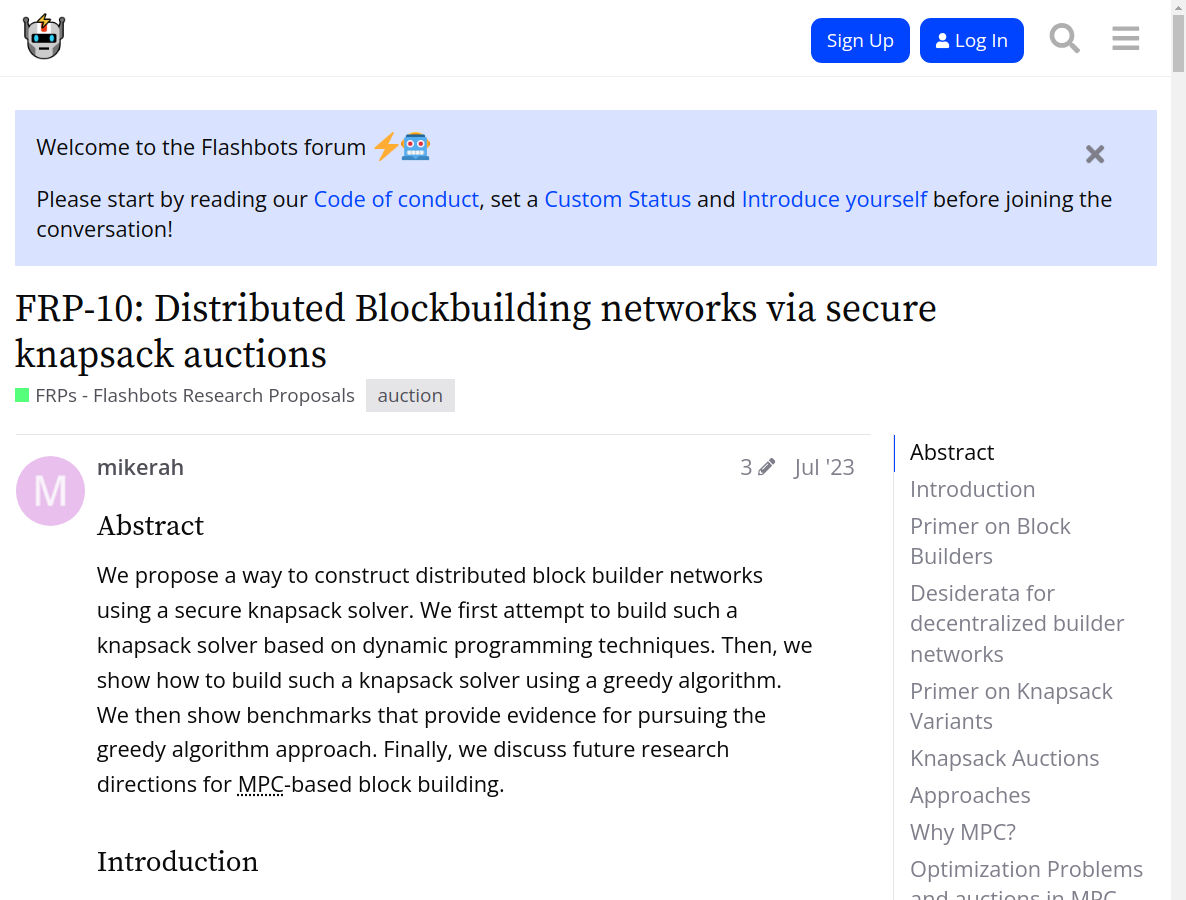 Sign Up
Log In
Welcome to the Flashbots forum
Please start by reading our Code of conduct, set a Custom Status and Introduce yourself before joining the
conversation!
FRP-10: Distributed Blockbuilding networks via secure
knapsack auctions
FRPs - Flashbots Research Proposals
auction
M
mikerah
3
Jul '23
Abstract
We propose a way to construct distributed block builder networks
using a secure knapsack solver. We first attempt to build such a
knapsack solver based on dynamic programming techniques. Then, we
show how to build such a knapsack solver using a greedy algorithm.
We then show benchmarks that provide evidence for pursuing the
greedy algorithm approach. Finally, we discuss future research
directions for MPC-based block building.
Introduction
Abstract
Introduction
Primer on Block
Builders
Desiderata for
decentralized builder
networks
Primer on Knapsack
Variants
Knapsack Auctions
Approaches
Why MPC?
Optimization Problems
and auctions in MPC